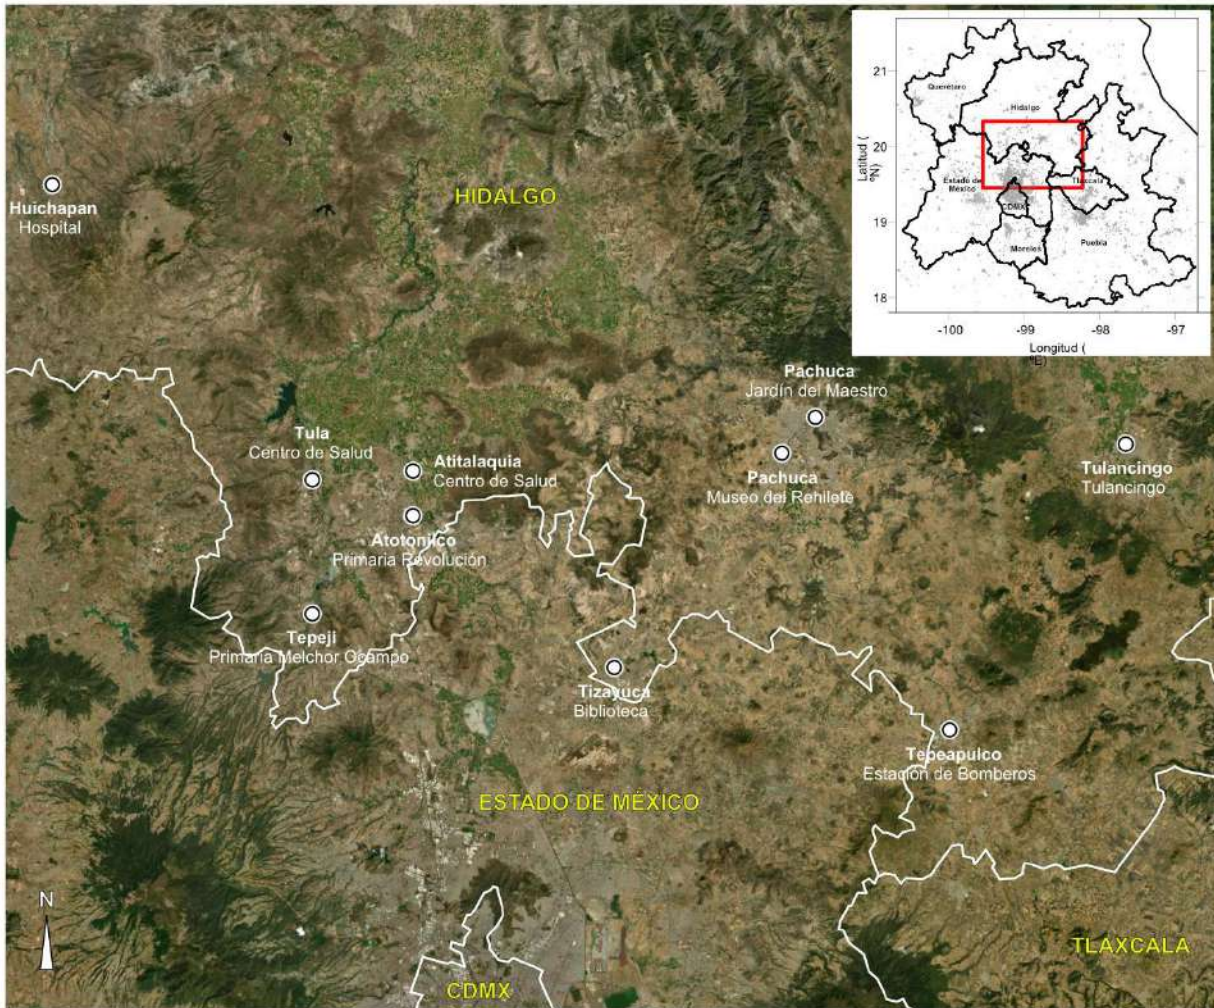 21
Querétaro
Hidalgo
20
Latitud (
ºN)
Estado de
México
Tlaxcala
19
CDMX
Morelos
Puebla
18
-100
-99
-98
-97
Longitud (
ºE)
Huichapan
Hospital
HIDALGO
Pachuca
Jardín del Maestro
Tula
Centro de Salud
Atitalaquia
Centro de Salud
Pachuca
Museo del Rehilete
Tulancingo
Tulancingo
Atotonilco
Primaria Revolución
Tepeji
Primaria Melchor Ocampo
Tizayuca
Biblioteca
Tepeapulco
Estación de Bomberos
ESTADO DE MÉXICO
N
TLAXCALA
CDMX